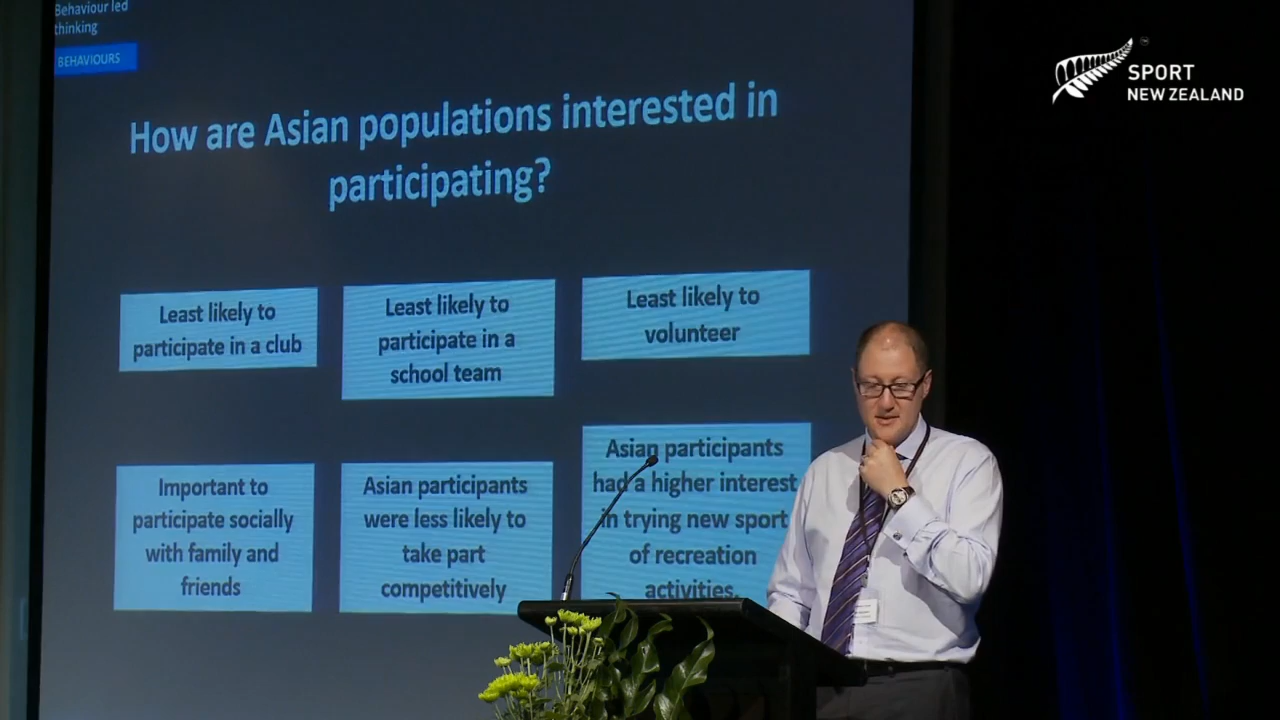 Behaviour led
thinking
BEHAVIOURS
SPORT
NEW ZEALAND
How are Asian populations interested in
participating?
Least likely to
participate in a club
Least likely to
participate in a
school team
Least likely to
volunteer
Important to
participate socially
with family and
friends
Asian participants
were less likely to
take part
competitively
Asian participants
had a higher interest
in trying new sport
of recreation
activities.